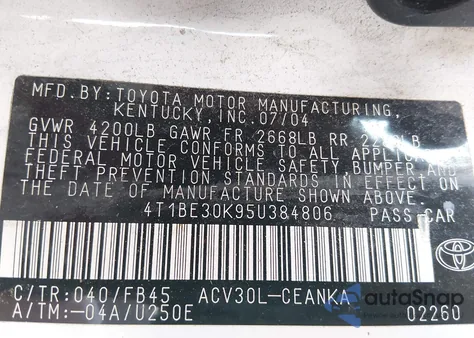 MFD. BY: TOYOTA MOTOR MANUFACTURING,
KENTUCKY, INC. 07/04
GVWR 4200LB GAWR FR 2668LB RR
THIS VEHICLE CONFORMS TO ALL
FEDERAL MOTOR VEHICLE SAFETY, BUMPER, AND
THEFT PREVENTION STANDARDS IN EFFECT ON
THE DATE OF MANUFACTURE SHOWN ABOVE.
4T1BE30K95U384806 PASS CAR
C/TR:040/FB45 ACV30L-CEANKA
A/TM:-04A/U250E 02260
autoSnap